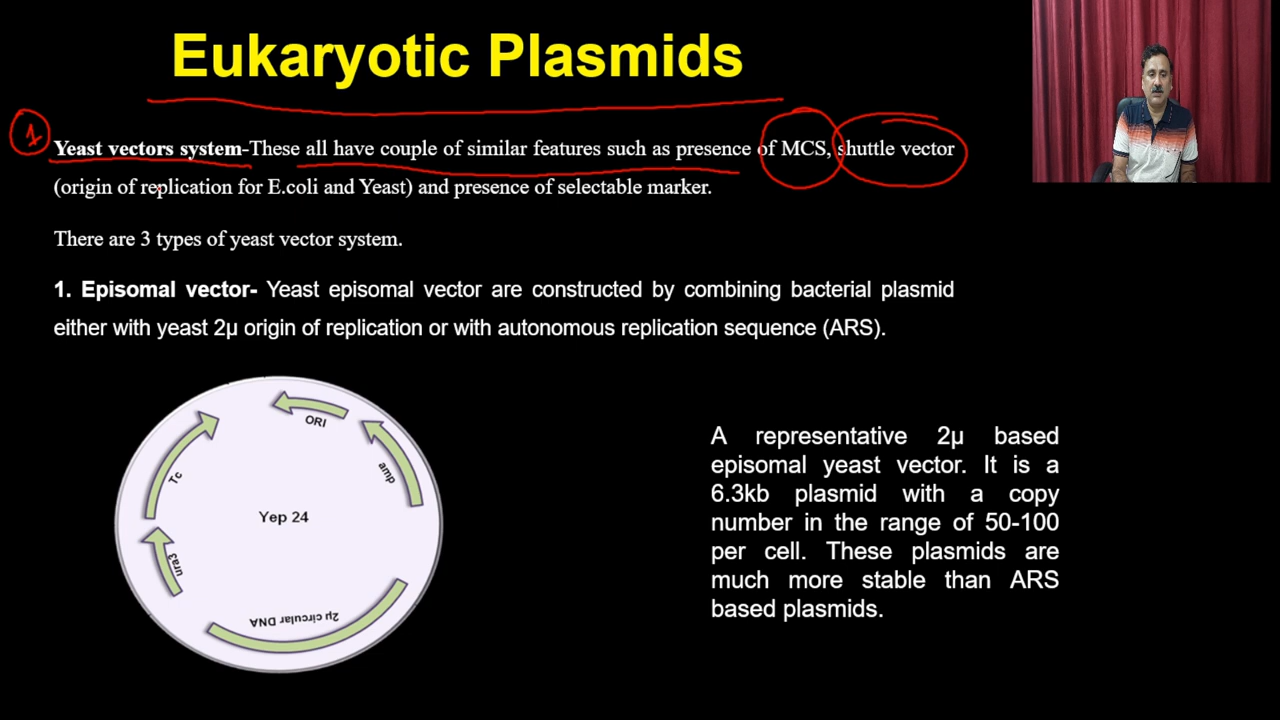 Eukaryotic Plasmids
1
Yeast vectors system-These all have couple of similar features such as presence of MCS, shuttle vector
(origin of replication for E.coli and Yeast) and presence of selectable marker.
There are 3 types of yeast vector system.
1. Episomal vector- Yeast episomal vector are constructed by combining bacterial plasmid
either with yeast 2µ origin of replication or with autonomous replication sequence (ARS).
ORI
amp
Tc
Yep 24
ura3
2µ circular DNA
A representative 2µ based
episomal yeast vector. It is a
6.3kb plasmid with a copy
number in the range of 50-100
per cell. These plasmids are
much more stable than ARS
based plasmids.